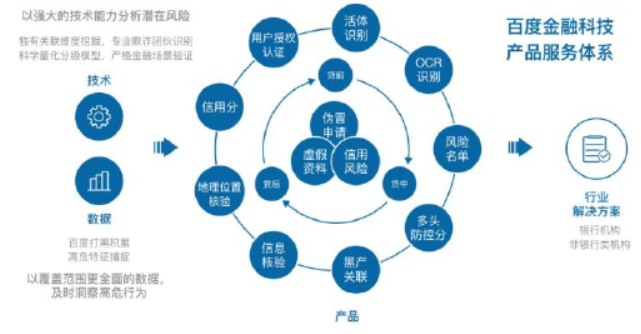 以强大的技术能力分析潜在风险
独有关联维度挖掘，专业欺诈团伙识别
科学量化分级模型，严格金融场景验证
技术
数据
百度打黑积累
高危特征捕捉
以覆盖范围更全面的数据，
及时洞察高危行为
用户授权
认证
活体
识别
OCR
识别
风险
名单
多头
防控分
黑产
关联
信息
核验
地理位置
核验
信用分
贷前
贷中
贷后
伪冒
申请
虚假
资料
信用
风险
产品
百度金融科技
产品服务体系
行业
解决方案
银行机构
非银行类机构